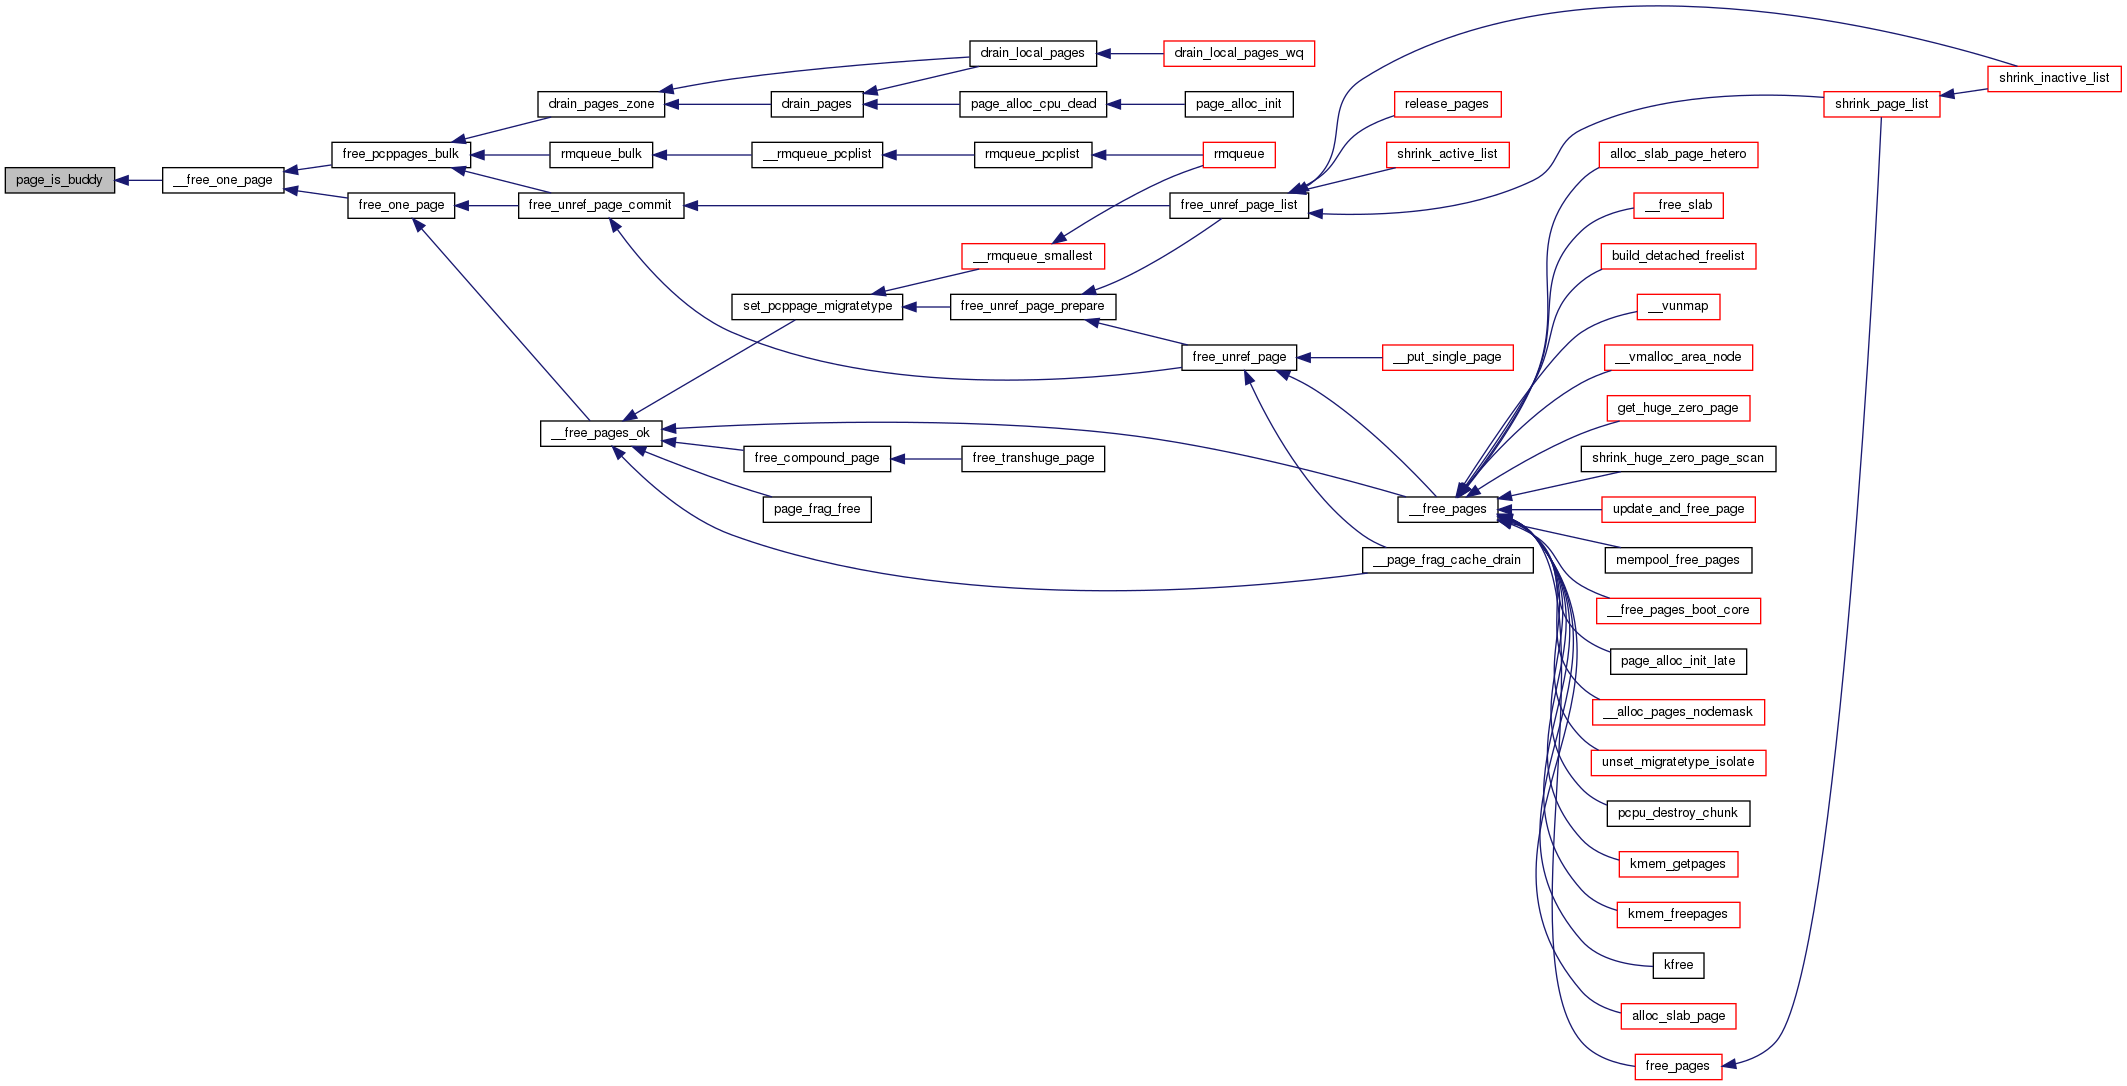 drain_local_pages
drain_local_pages_wq
shrink_inactive_list
drain_pages_zone
drain_pages
page_alloc_cpu_dead
page_alloc_init
release_pages
shrink_page_list
free_pcppages_bulk
rmqueue_bulk
__rmqueue_pcplist
rmqueue_pcplist
rmqueue
shrink_active_list
alloc_slab_page_hetero
page_is_buddy
__free_one_page
free_one_page
free_unref_page_commit
free_unref_page_list
__free_slab
__rmqueue_smallest
build_detached_freelist
set_pcppage_migratetype
free_unref_page_prepare
__vunmap
free_unref_page
__put_single_page
__vmalloc_area_node
get_huge_zero_page
__free_pages_ok
free_compound_page
free_transhuge_page
shrink_huge_zero_page_scan
page_frag_free
__free_pages
update_and_free_page
__page_frag_cache_drain
mempool_free_pages
__free_pages_boot_core
page_alloc_init_late
__alloc_pages_nodemask
unset_migratetype_isolate
pcpu_destroy_chunk
kmem_getpages
kmem_freepages
kfree
alloc_slab_page
free_pages